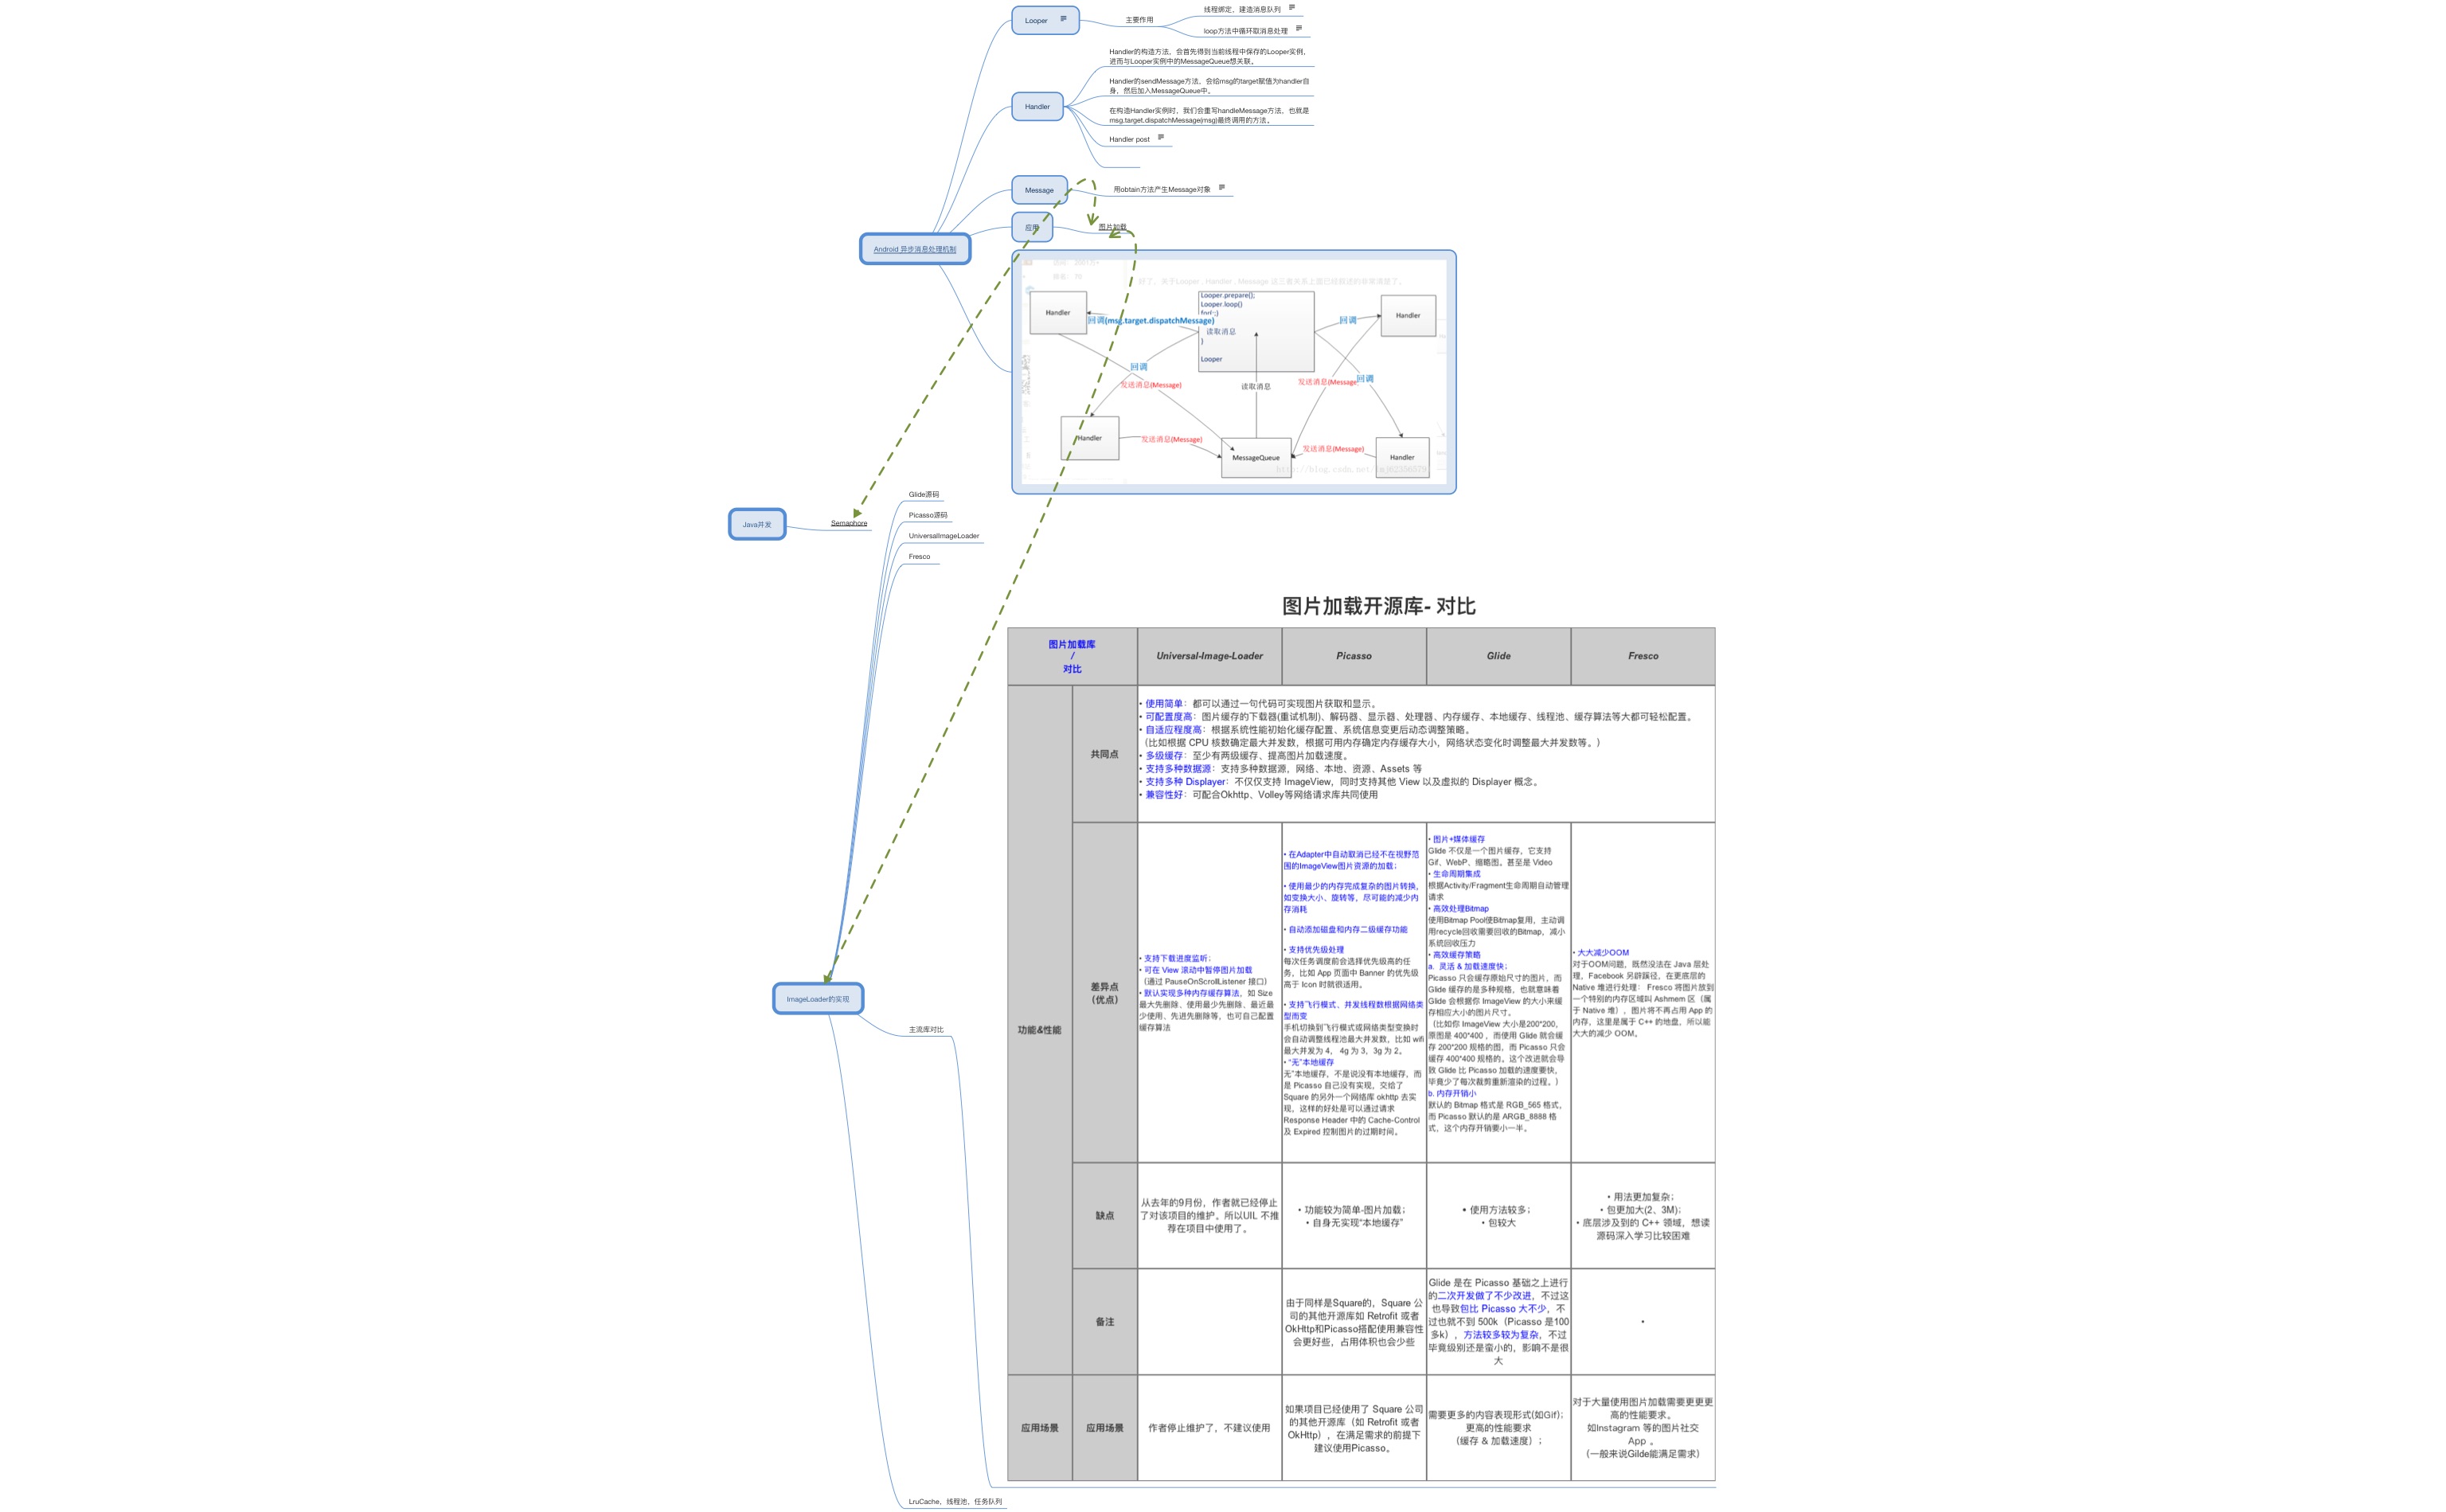 Looper
主要作用
线程绑定，建造消息队列
loop方法中循环取消息处理
Handler
Handler的构造方法，会首先得到当前线程中保存的Looper实例，
进而与Looper实例中的MessageQueue想关联。
Handler的sendMessage方法，会给msg的target赋值为handler自
身，然后加入MessageQueue中。
在构造Handler实例时，我们会重写handleMessage方法，也就是
msg.target.dispatchMessage(msg)最终调用的方法。
Handler post
Message
用obtain方法产生Message对象
应用
图片加载
Android 异步消息处理机制
好了，关于Looper , Handler , Message 这三者关系上面已经叙述的非常清楚了。
Looper.prepare();
Looper.loop()
for(;;)
读取消息
}
Looper
Handler
回调(msg.target.dispatchMessage)
回调
Handler
回调
发送消息(Message)
读取消息
发送消息(Message)
回调
Handler
发送消息(Message)
MessageQueue
发送消息(Message)
Handler
Java并发
Semaphore
Glide源码
Picasso源码
UniversalImageLoader
Fresco
ImageLoader的实现
主流库对比
图片加载开源库- 对比
图片加载库
/
对比
Universal-Image-Loader
Picasso
Glide
Fresco
功能&性能
共同点
• 使用简单：都可以通过一句代码可实现图片获取和显示。
• 可配置度高：图片缓存的下载器(重试机制)、解码器、显示器、处理器、内存缓存、本地缓存、线程池、缓存算法等大都可轻松配置。
• 自适应程度高：根据系统性能初始化缓存配置、系统信息变更后动态调整策略。
（比如根据 CPU 核数确定最大并发数，根据可用内存确定内存缓存大小，网络状态变化时调整最大并发数等。）
• 多级缓存：至少有两级缓存、提高图片加载速度。
• 支持多种数据源：支持多种数据源，网络、本地、资源、Assets 等
• 支持多种 Displayer：不仅仅支持 ImageView，同时支持其他 View 以及虚拟的 Displayer 概念。
• 兼容性好：可配合Okhttp、Volley等网络请求库共同使用
差异点
（优点）
• 支持下载进度监听；
• 可在 View 滚动中暂停图片加载
（通过 PauseOnScrollListener 接口）
• 默认实现多种内存缓存算法，如 Size
最大先删除、使用最少先删除、最近最
少使用、先进先删除等，也可自己配置
缓存算法
• 在Adapter中自动取消已经不在视野范
围的ImageView图片资源的加载；
• 使用最少的内存完成复杂的图片转换，
如变换大小、旋转等，尽可能的减少内
存消耗
• 自动添加磁盘和内存二级缓存功能
• 支持优先级处理
每次任务调度前会选择优先级高的任
务，比如 App 页面中 Banner 的优先级
高于 Icon 时就很适用。
• 支持飞行模式、并发线程数根据网络类
型而变
手机切换到飞行模式或网络类型变换时
会自动调整线程池最大并发数，比如 wifi
最大并发为 4， 4g 为 3，3g 为 2。
• “无”本地缓存
无”本地缓存，不是说没有本地缓存，而
是 Picasso 自己没有实现，交给了
Square 的另外一个网络库 okhttp 去实
现，这样的好处是可以通过请求
Response Header 中的 Cache-Control
及 Expired 控制图片的过期时间。
• 图片+媒体缓存
Glide 不仅是一个图片缓存，它支持
Gif、WebP、缩略图。甚至是 Video
• 生命周期集成
根据Activity/Fragment生命周期自动管理
请求
• 高效处理Bitmap
使用Bitmap Pool使Bitmap复用，主动调
用recycle回收需要回收的Bitmap，减小
系统回收压力
• 高效缓存策略
a. 灵活 & 加载速度快；
Picasso 只会缓存原始尺寸的图片，而
Glide 缓存的是多种规格，也就意味着
Glide 会根据你 ImageView 的大小来缓
存相应大小的图片尺寸。
（比如你 ImageView 大小是200*200，
原图是 400*400 ，而使用 Glide 就会缓
存 200*200 规格的图，而 Picasso 只会
缓存 400*400 规格的。这个改进就会导
致 Glide 比 Picasso 加载的速度要快，
毕竟少了每次裁剪重新渲染的过程。）
b. 内存开销小
默认的 Bitmap 格式是 RGB_565 格式，
而 Picasso 默认的是 ARGB_8888 格
式，这个内存开销要小一半。
• 大大减少OOM
对于OOM问题，既然没法在 Java 层处
理，Facebook 另辟蹊径，在更底层的
Native 堆进行处理： Fresco 将图片放到
一个特别的内存区域叫 Ashmem 区（属
于 Native 堆），图片将不再占用 App 的
内存，这里是属于 C++ 的地盘，所以能
大大的减少 OOM。
缺点
从去年的9月份，作者就已经停止
了对该项目的维护。所以UIL 不推
荐在项目中使用了。
• 功能较为简单-图片加载；
• 自身无实现“本地缓存”
• 使用方法较多；
• 包较大
• 用法更加复杂；
• 包更加大(2、3M)；
• 底层涉及到的 C++ 领域，想读
源码深入学习比较困难
备注
由于同样是Square的，Square 公
司的其他开源库如 Retrofit 或者
OkHttp和Picasso搭配使用兼容性
会更好些，占用体积也会少些
Glide 是在 Picasso 基础之上进行
的二次开发做了不少改进，不过这
也导致包比 Picasso 大不少，不
过也就不到 500k（Picasso 是100
多k），方法较多较为复杂，不过
毕竟级别还是蛮小的，影响不是很
大
•
应用场景
应用场景
作者停止维护了，不建议使用
如果项目已经使用了 Square 公司
的其他开源库（如 Retrofit 或者
OkHttp），在满足需求的前提下
建议使用Picasso。
需要更多的内容表现形式(如Gif)；
更高的性能要求
（缓存 & 加载速度）；
对于大量使用图片加载需要更更更
高的性能要求。
如Instagram 等的图片社交
App 。
（一般来说Gilde能满足需求）
LruCache，线程池，任务队列